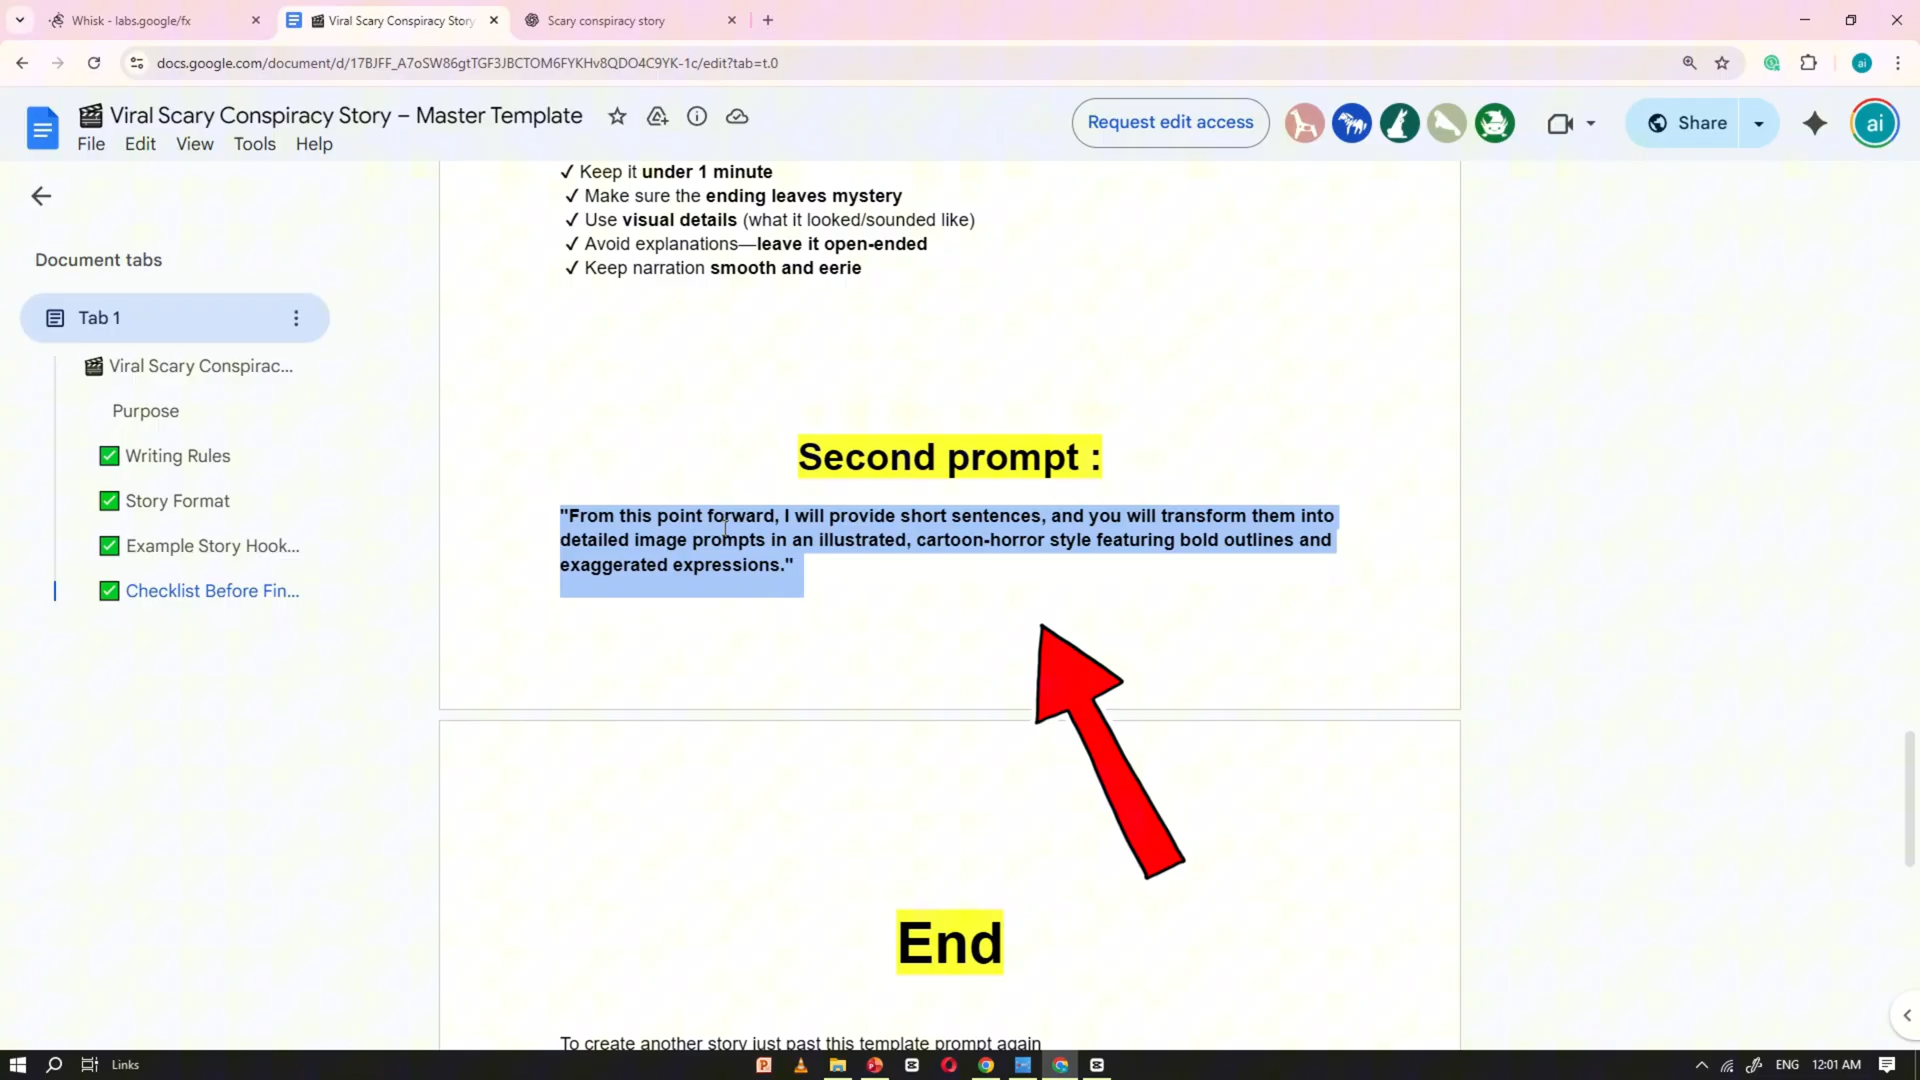 Whisk - labs.google/fx
Viral Scary Conspiracy Story
Scary conspiracy story
docs.google.com/document/d/17BJFF_A7oSW86gtTGF3JBCTOM6FYKHv8QDO4C9YK-1c/edit?tab=t.0
ai
Viral Scary Conspiracy Story – Master Template
File Edit View Tools Help
Request edit access
Share
ai
Document tabs
Tab 1
Viral Scary Conspirac...
Purpose
Writing Rules
Story Format
Example Story Hook...
Checklist Before Fin...
✓ Keep it under 1 minute
✓ Make sure the ending leaves mystery
✓ Use visual details (what it looked/sounded like)
✓ Avoid explanations—leave it open-ended
✓ Keep narration smooth and eerie
Second prompt :
"From this point forward, I will provide short sentences, and you will transform them into
detailed image prompts in an illustrated, cartoon-horror style featuring bold outlines and
exaggerated expressions."
End
To create another story just past this template prompt again
Links
ENG 12:01 AM